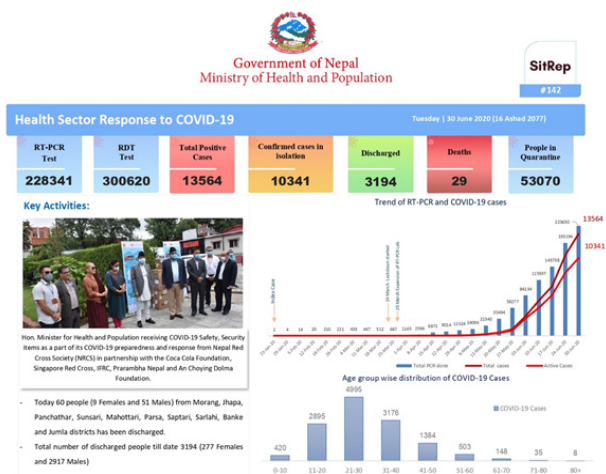 Government of Nepal
Ministry of Health and Population
SitRep
#142
Health Sector Response to COVID-19
Tuesday | 30 June 2020 (16 Ashad 2077)
RT-PCR Test
228341
RDT Test
300620
Total Positive Cases
13564
Confirmed cases in isolation
10341
Discharged
3194
Deaths
29
People in Quarantine
53070
Key Activities:
Hon. Minister for Health and Population receiving COVID-19 Safety, Security
items as a part of its COVID-19 preparedness and response from Nepal Red
Cross Society (NRCS) in partnership with the Coca Cola Foundation,
Singapore Red Cross, IFRC, Prarambha Nepal and An Choying Dolma
Foundation.
- Today 60 people (9 Females and 51 Males) from Morang, Jhapa,
Panchathar, Sunsari, Mahottari, Parsa, Saptari, Sarlahi, Banke
and Jumla districts has been discharged.
- Total number of discharged people till date 3194 (277 Females
and 2917 Males)
Trend of RT-PCR and COVID-19 cases
13564
10341
Index Case
24 March: Lockdown started
Total PCR done
Total cases
Active Cases
Age group wise distribution of COVID-19 Cases
COVID-19 Cases
420
2895
4995
3176
1384
503
148
35
8
0-10
11-20
21-30
31-40
41-50
51-60
61-70
71-80
80+